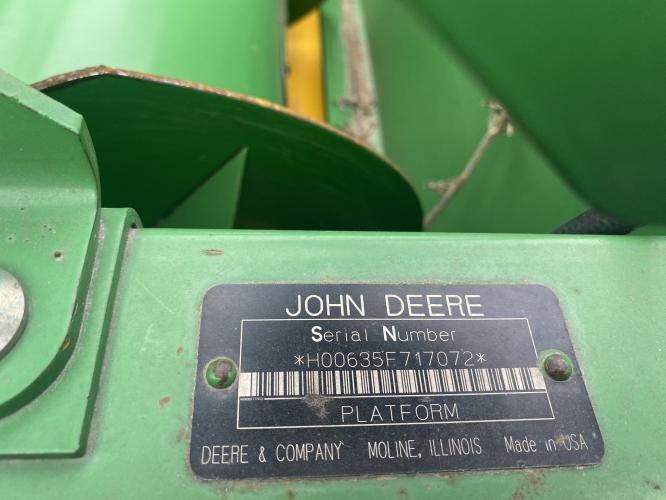 JOHN DEERE
Serial Number
*H00635F717072*
PLATFORM
DEERE & COMPANY MOLINE, ILLINOIS Made in USA